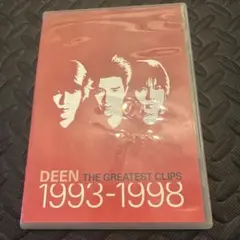 DEEN THE GREATEST CLIPS
1993-1998